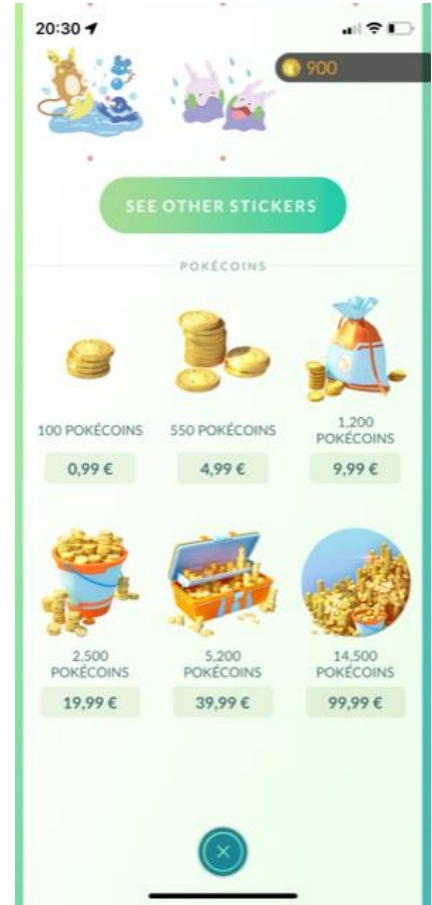 20:30
900
SEE OTHER STICKERS
POKÉCOINS
100 POKÉCOINS
550 POKÉCOINS
1,200
POKÉCOINS
0,99 €
4,99 €
9,99 €
2,500
POKÉCOINS
5,200
POKÉCOINS
14,500
POKÉCOINS
19,99 €
39,99 €
99,99 €